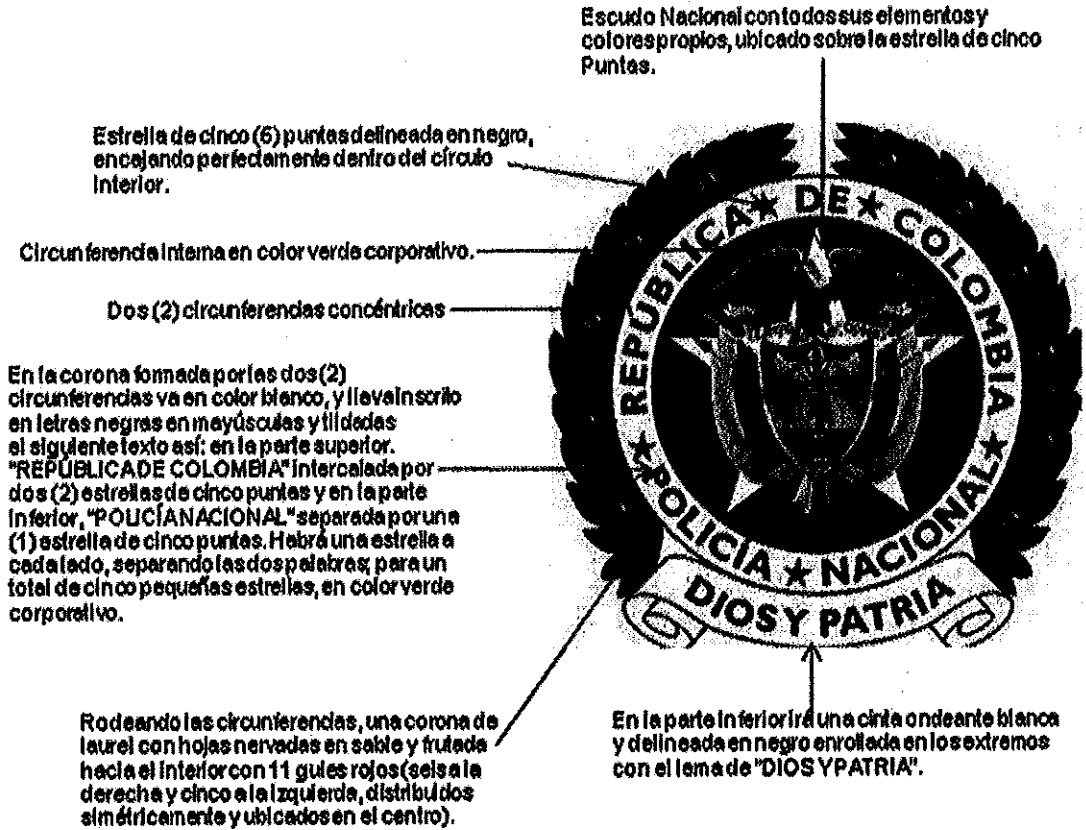 Escudo Nacional con todos sus elementos y
colores propios, ubicado sobre la estrella de cinco
Puntas.
Estrella de cinco (5) puntas delineada en negro,
encajando perfectamente dentro del círculo
Interior.
Circunferencia Interna en color verde corporativo.
Dos (2) circunferencias concéntricas
En la corona formada por las dos (2)
circunferencias va en color blanco, y lleva inscrito
en letras negras en mayúsculas y tildadas
el siguiente texto así: en la parte superior.
"REPÚBLICA DE COLOMBIA" Intercalada por
dos (2) estrellas de cinco puntas y en la parte
Inferior, "POLICÍA NACIONAL" separada por una
(1) estrella de cinco puntas. Habrá una estrella a
cada lado, separando las dos palabras; para un
total de cinco pequeñas estrellas, en color verde
corporativo.
REPÚBLICA ★ DE ★ COLOMBIA
★ POLICÍA ★ NACIONAL ★
DIOS Y PATRIA
Rodeando las circunferencias, una corona de
laurel con hojas nervadas en sable y frutada
hacia el Interior con 11 gules rojos (seis a la
derecha y cinco a la Izquierda, distribuidos
simétricamente y ubicados en el centro).
En la parte Inferior irá una cinta ondeante blanca
y delineada en negro enrollada en los extremos
con el lema de "DIOS Y PATRIA".